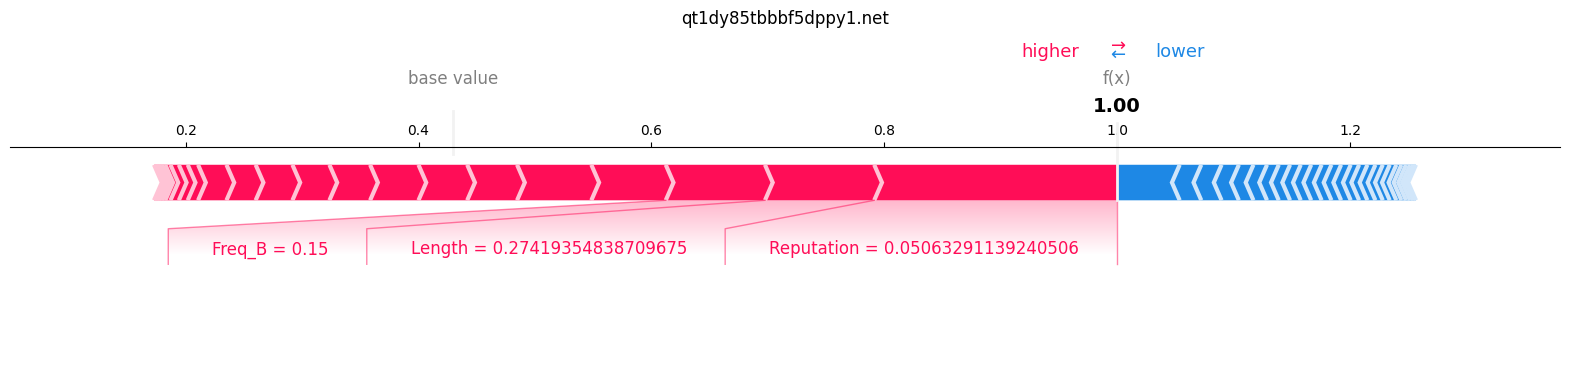 qt1dy85tbbbf5dppy1.net
higher ⇄ lower
base value f(x)
1.00
0.2 0.4 0.6 0.8 1.0 1.2
Freq_B = 0.15 Length = 0.27419354838709675 Reputation = 0.05063291139240506